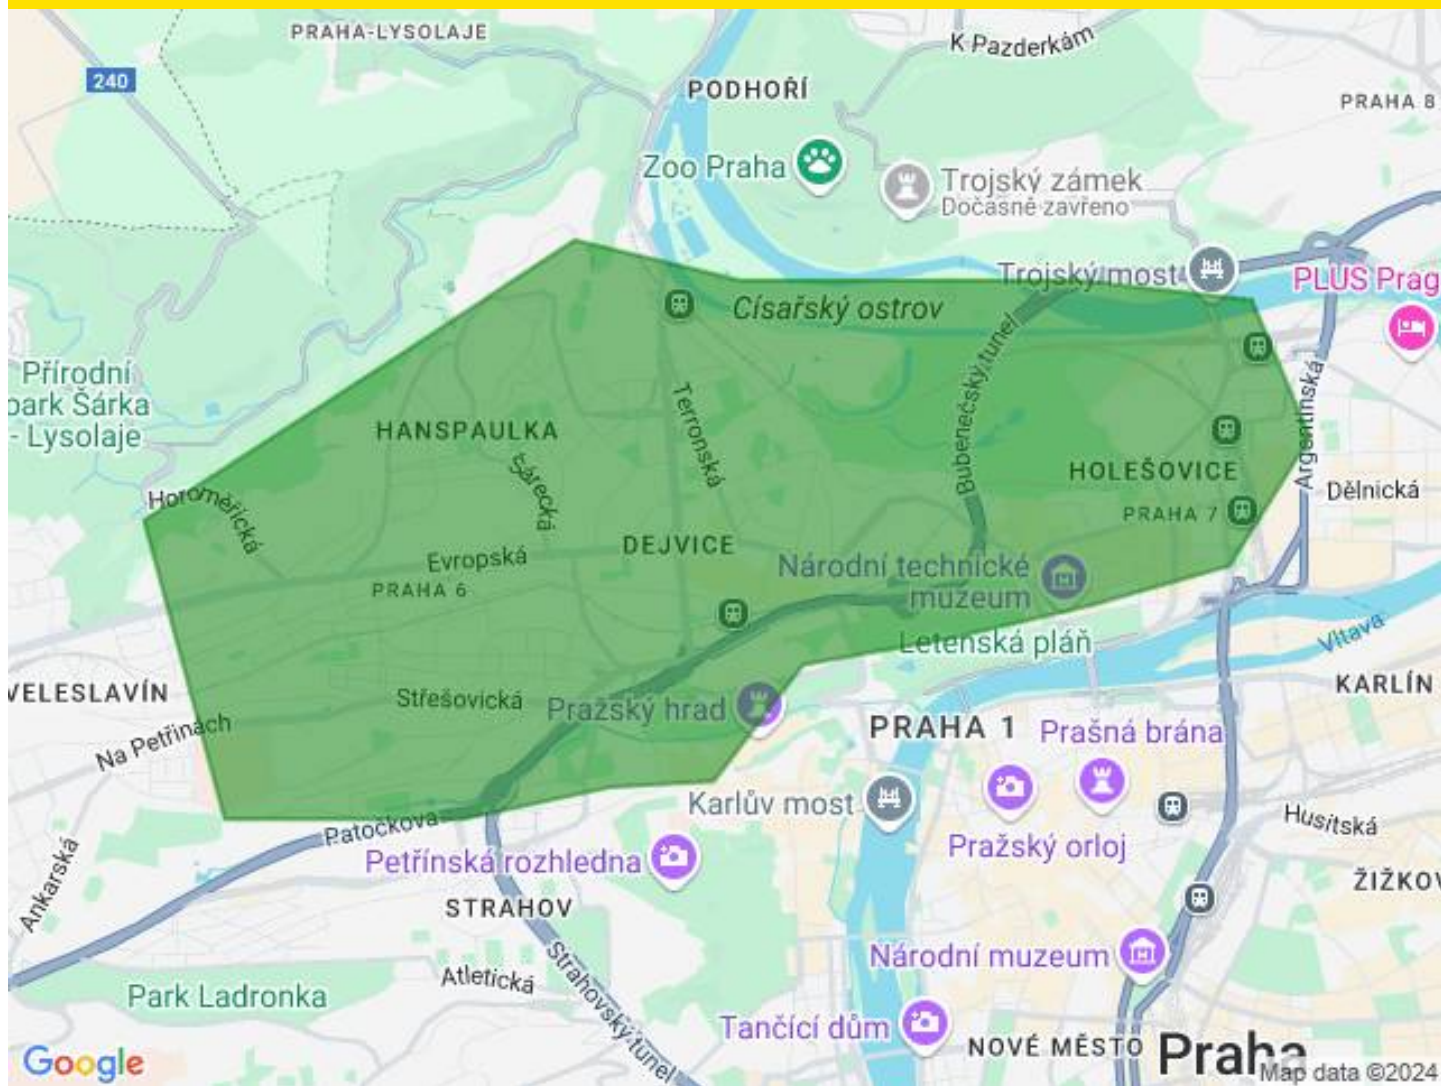 PRAHA-LYSOLAJE
K Pazderkám
240
PODHOŘÍ
PRAHA 8
Zoo Praha
Trojský zámek
Dočasně zavřeno
Trojský most
PLUS Prag
Císařský ostrov
Přírodní
park Šárka
- Lysolaje
HANSPAULKA
Terronská
Bubenečský tunel
Argentinská
Šárecká
HOLEŠOVICE
Dělnická
Horoměřická
PRAHA 7
Evropská
DEJVICE
Národní technické
muzeum
PRAHA 6
Letenská pláň
Vltava
VELESLAVÍN
Střešovická
Pražský hrad
KARLÍN
Na Petřinách
PRAHA 1
Prašná brána
Karlův most
Patočkova
Husitská
Petřínská rozhledna
Pražský orloj
Ankarská
ŽIŽKOV
STRAHOV
Strahovský tunel
Národní muzeum
Atletická
Park Ladronka
Tančící dům
NOVÉ MĚSTO
Praha
Google
Map data ©2024